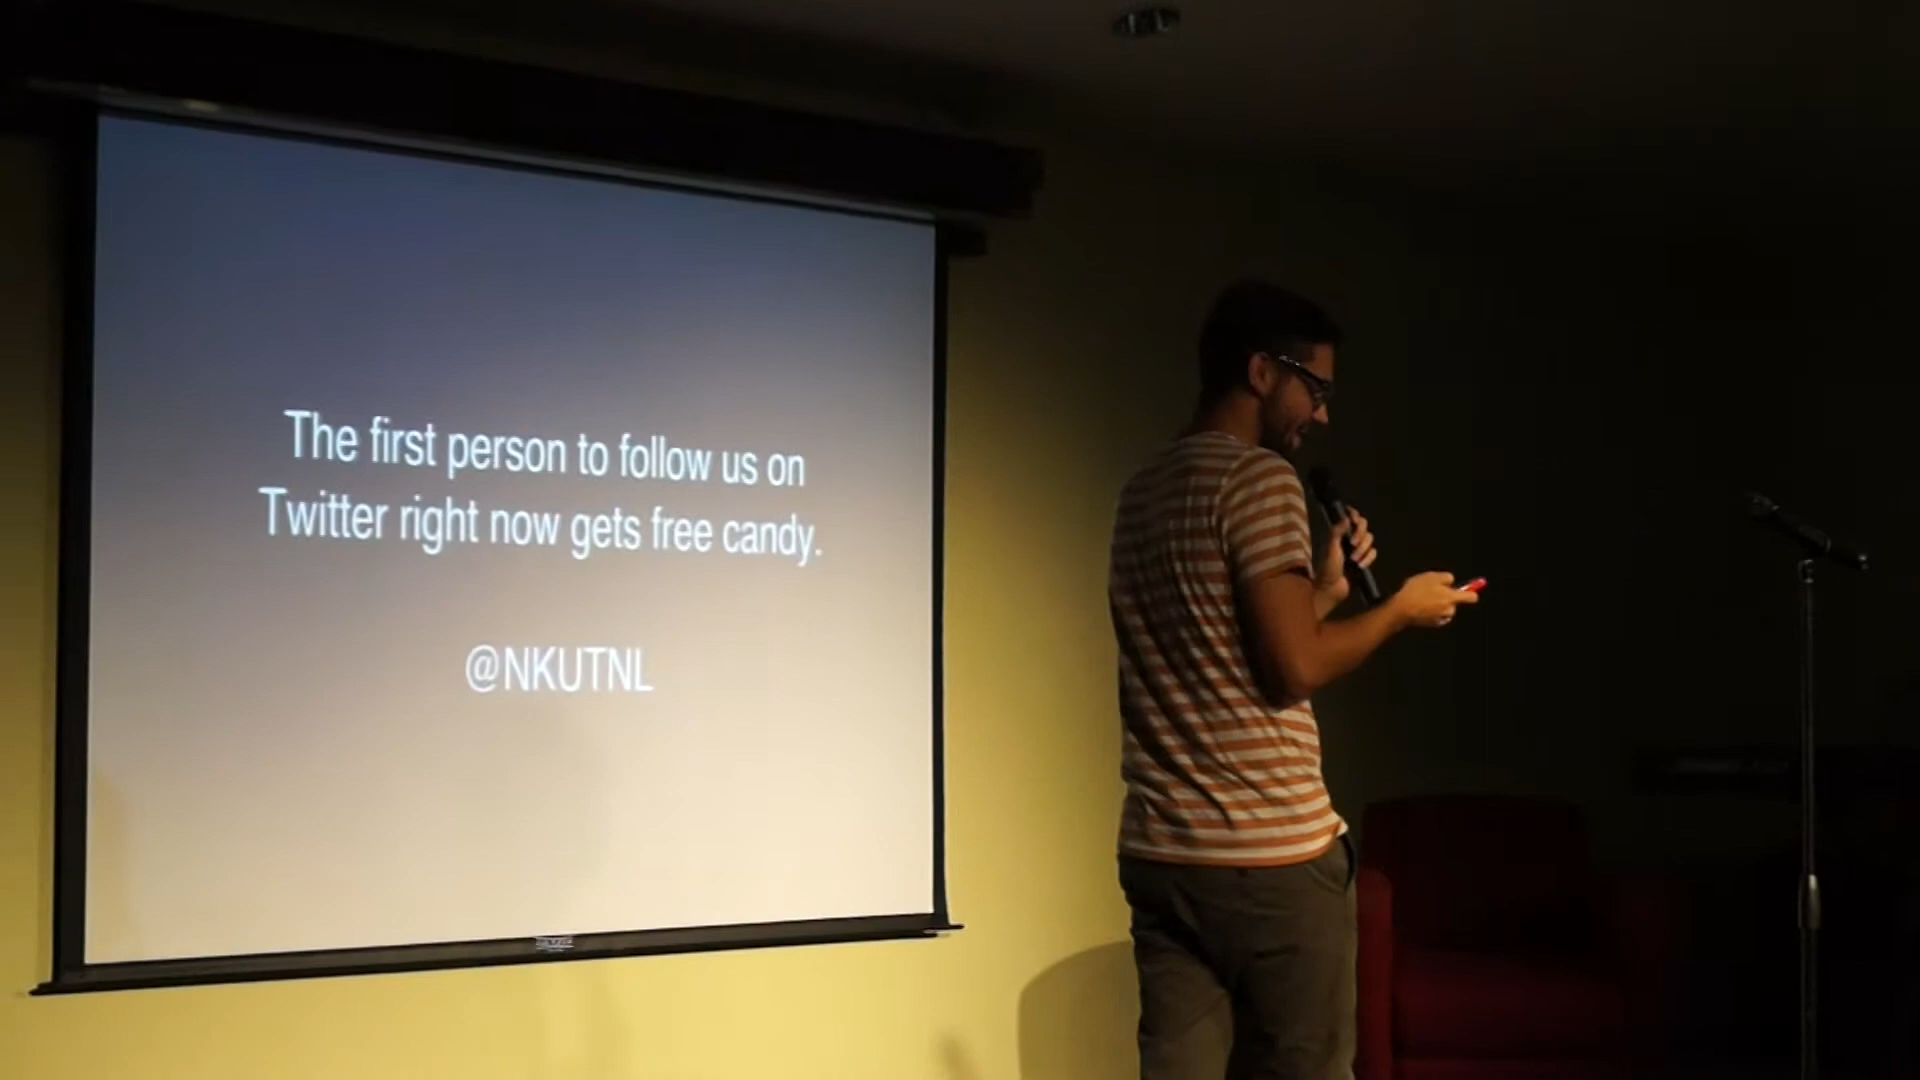 The first person to follow us on
Twitter right now gets free candy.
@NKUTNL